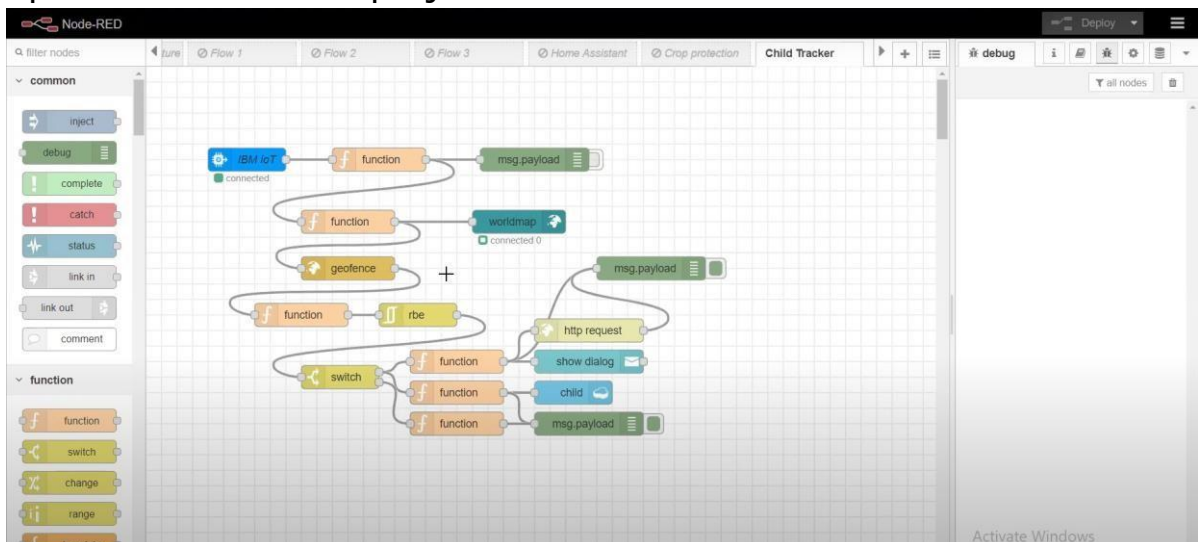 Node-RED
Deploy
filter nodes
ture
Flow 1
Flow 2
Flow 3
Home Assistant
Crop protection
Child Tracker
debug
i
all nodes
common
inject
debug
complete
catch
status
link in
link out
comment
function
function
switch
change
range
IBM IoT
connected
function
msg.payload
function
worldmap
connected 0
geofence
msg.payload
function
rbe
http request
function
show dialog
switch
function
child
function
msg.payload
Activate Windows